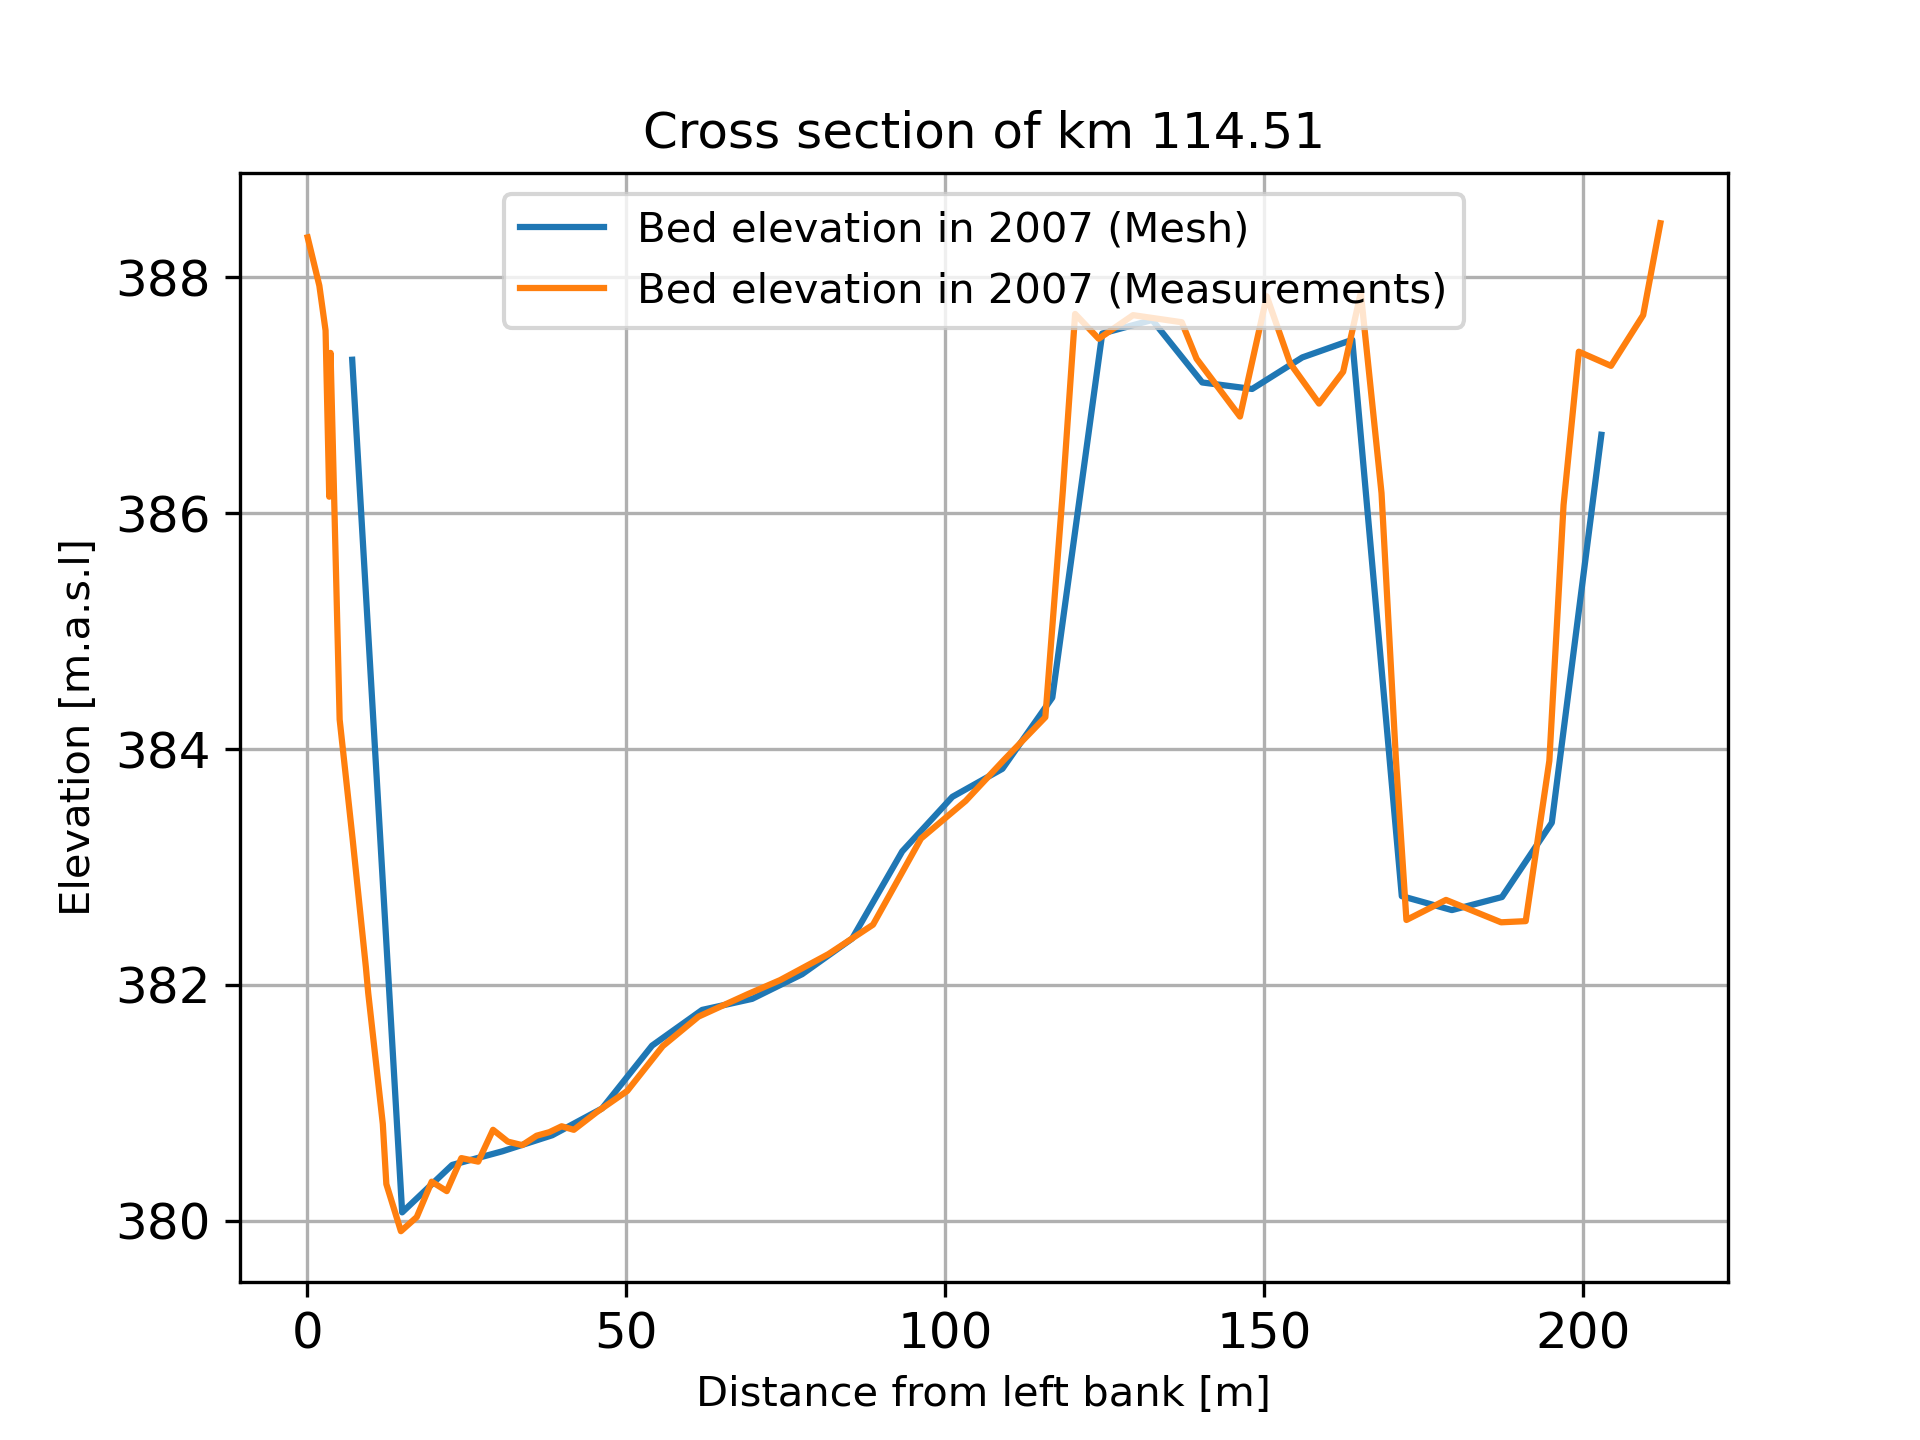 Cross section of km 114.51
Bed elevation in 2007 (Mesh)
Bed elevation in 2007 (Measurements)
388
386
384
382
380
Elevation [m.a.s.l]
0 50 100 150 200
Distance from left bank [m]